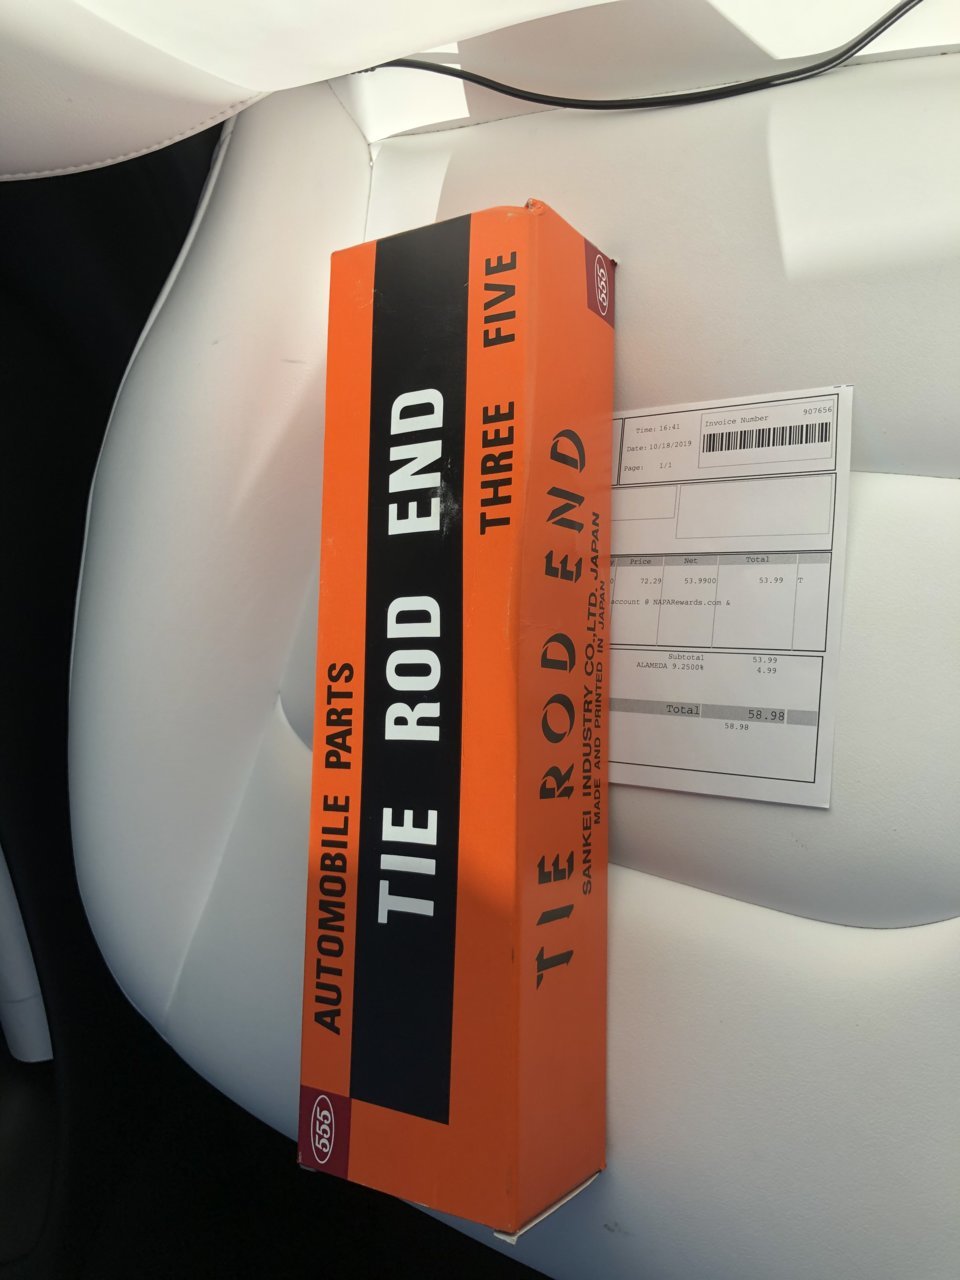 AUTOMOBILE PARTS
TIE ROD END
THREE FIVE
555
555
TIE ROD END
SANKEI INDUSTRY CO.,LTD. JAPAN
MADE AND PRINTED IN JAPAN
Time: 16:41
Date: 10/18/2019
Page: 1/1
Invoice Number
907656
Price Net Total
72.29 53.9900 53.99 T
account @ NAPARewards.com &
Subtotal 53.99
ALAMEDA 9.2500% 4.99
Total 58.98
58.98